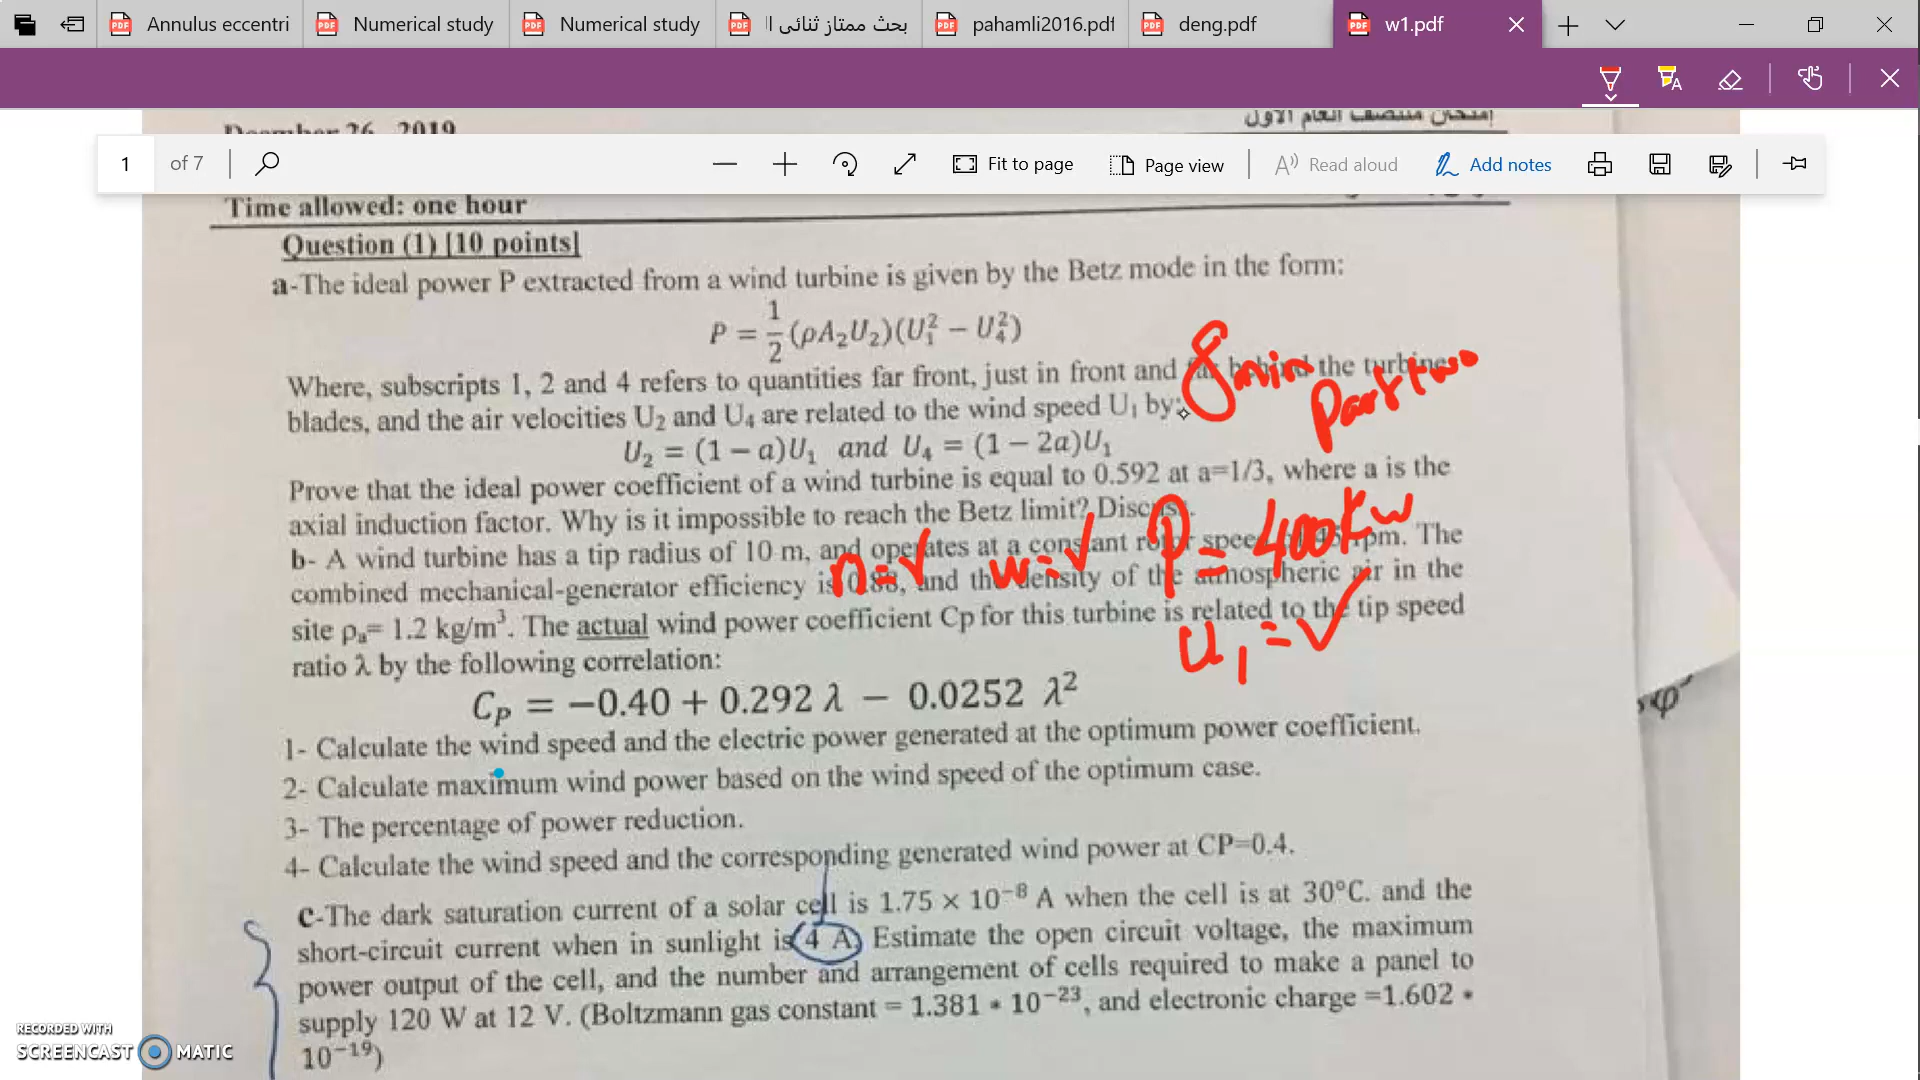 Annulus eccentri
Numerical study
Numerical study
بحث ممتاز ثنائى ال
pahamli2016.pdf
deng.pdf
w1.pdf
إمتحان منتصف العام الأول
December 26, 2019
1 of 7
Fit to page
Page view
Read aloud
Add notes
Time allowed: one hour
Question (1) [10 points]
a-The ideal power P extracted from a wind turbine is given by the Betz mode in the form:
P = 1/2 (ρA₂U₂)(U₁² − U₄²)
Where, subscripts 1, 2 and 4 refers to quantities far front, just in front and far behind the turbine
8 min
Part two
blades, and the air velocities U₂ and U₄ are related to the wind speed U₁ by:
U₂ = (1 − a)U₁ and U₄ = (1 − 2a)U₁
Prove that the ideal power coefficient of a wind turbine is equal to 0.592 at a=1/3, where a is the
axial induction factor. Why is it impossible to reach the Betz limit? Discuss.
P = 400 kw
b- A wind turbine has a tip radius of 10 m, and operates at a constant rotor speed of 45 rpm. The
n=✓ w=✓
combined mechanical-generator efficiency is 0.88, and the density of the atmospheric air in the
site ρₐ= 1.2 kg/m³. The actual wind power coefficient Cp for this turbine is related to the tip speed
U₁=✓
ratio λ by the following correlation:
C_P = −0.40 + 0.292 λ − 0.0252 λ²
1- Calculate the wind speed and the electric power generated at the optimum power coefficient.
2- Calculate maximum wind power based on the wind speed of the optimum case.
3- The percentage of power reduction.
4- Calculate the wind speed and the corresponding generated wind power at CP=0.4.
c-The dark saturation current of a solar cell is 1.75 × 10⁻⁸ A when the cell is at 30°C. and the
short-circuit current when in sunlight is 4 A. Estimate the open circuit voltage, the maximum
power output of the cell, and the number and arrangement of cells required to make a panel to
supply 120 W at 12 V. (Boltzmann gas constant = 1.381 * 10⁻²³, and electronic charge =1.602 *
10⁻¹⁹)
φ
RECORDED WITH
SCREENCAST MATIC